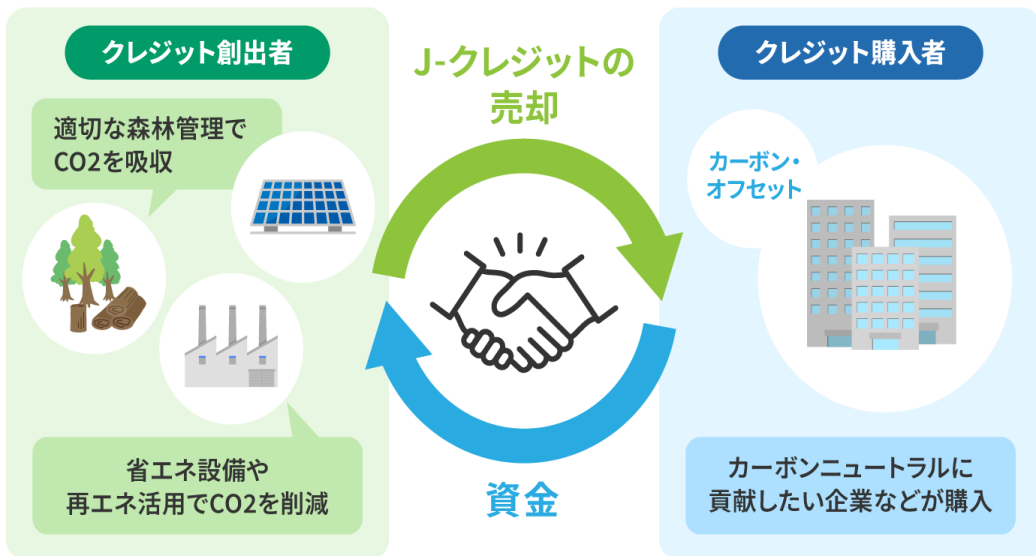 クレジット創出者
適切な森林管理で
CO2を吸収
省エネ設備や
再エネ活用でCO2を削減
J-クレジットの
売却
資金
クレジット購入者
カーボン・
オフセット
カーボンニュートラルに
貢献したい企業などが購入